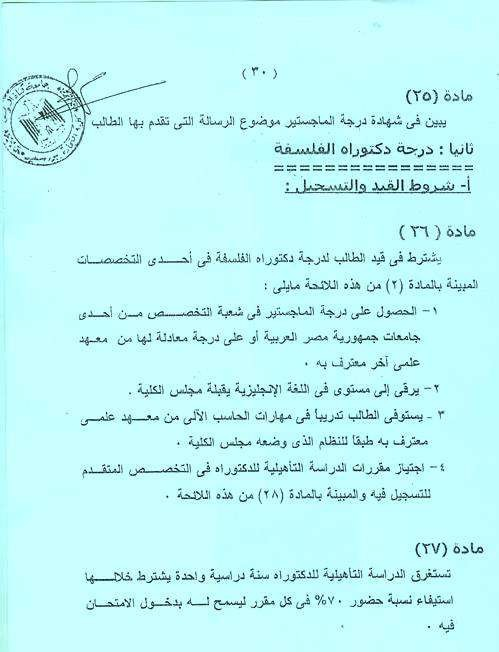 ( ٣٠ )
مادة (٢٥)
يبين فى شهادة درجة الماجستير موضوع الرسالة التى تقدم بها الطالب
ثانيا : درجة دكتوراه الفلسفة
================
أ- شروط القيد والتسجيل :
مادة ( ٢٦ )
يشترط فى قيد الطالب لدرجة دكتوراه الفلسفة فى أحدى التخصصات
المبينة بالمادة (٢) من هذه اللائحة مايلى :
١- الحصول على درجة الماجستير فى شعبة التخصص من أحدى
جامعات جمهورية مصر العربية أو على درجة معادلة لها من معهد
علمى آخر معترف به ٠
٢- يرقى إلى مستوى فى اللغة الإنجليزية يقبلة مجلس الكلية .
٣ - يستوفى الطالب تدريباً فى مهارات الحاسب الآلى من معهد علمى
معترف به طبقاً للنظام الذى وضعه مجلس الكلية ٠
٤- اجتياز مقررات الدراسة التأهيلية للدكتوراه فى التخصص المتقدم
للتسجيل فيه والمبينة بالمادة (٢٨) من هذه اللائحة ٠
مادة (٢٧)
تستغرق الدراسة التأهيلية للدكتوراه سنة دراسية واحدة يشترط خلالها
استيفاء نسبة حضور ٧٠% فى كل مقرر ليسمح له بدخول الامتحان
فيه ٠